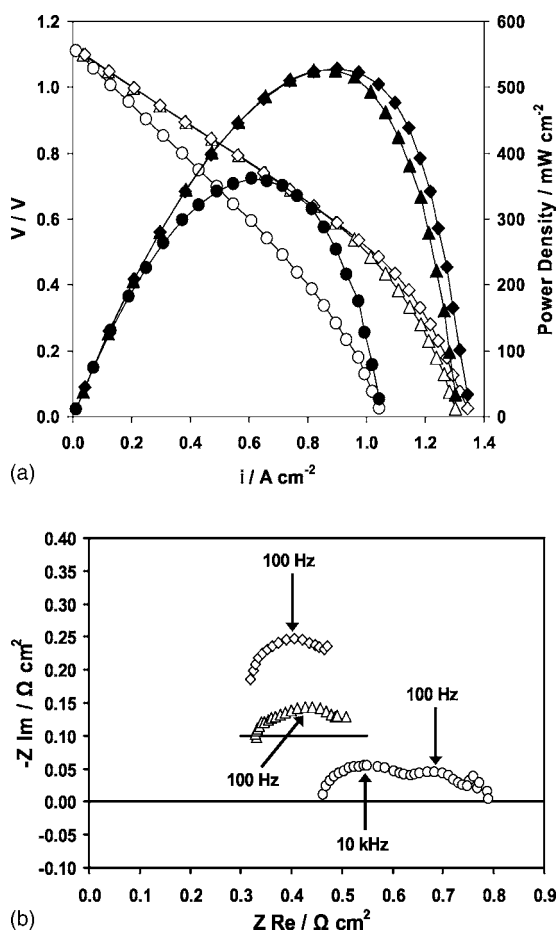 1.2
1.0
0.8
0.6
0.4
0.2
0.0
V / V
600
500
400
300
200
100
0
Power Density / mW cm-2
0.0 0.2 0.4 0.6 0.8 1.0 1.2 1.4
i / A cm-2
(a)
0.40
0.35
0.30
0.25
0.20
0.15
0.10
0.05
0.00
-0.05
-0.10
-Z Im / Ω cm2
100 Hz
100 Hz
100 Hz
10 kHz
0.0 0.1 0.2 0.3 0.4 0.5 0.6 0.7 0.8 0.9
Z Re / Ω cm2
(b)